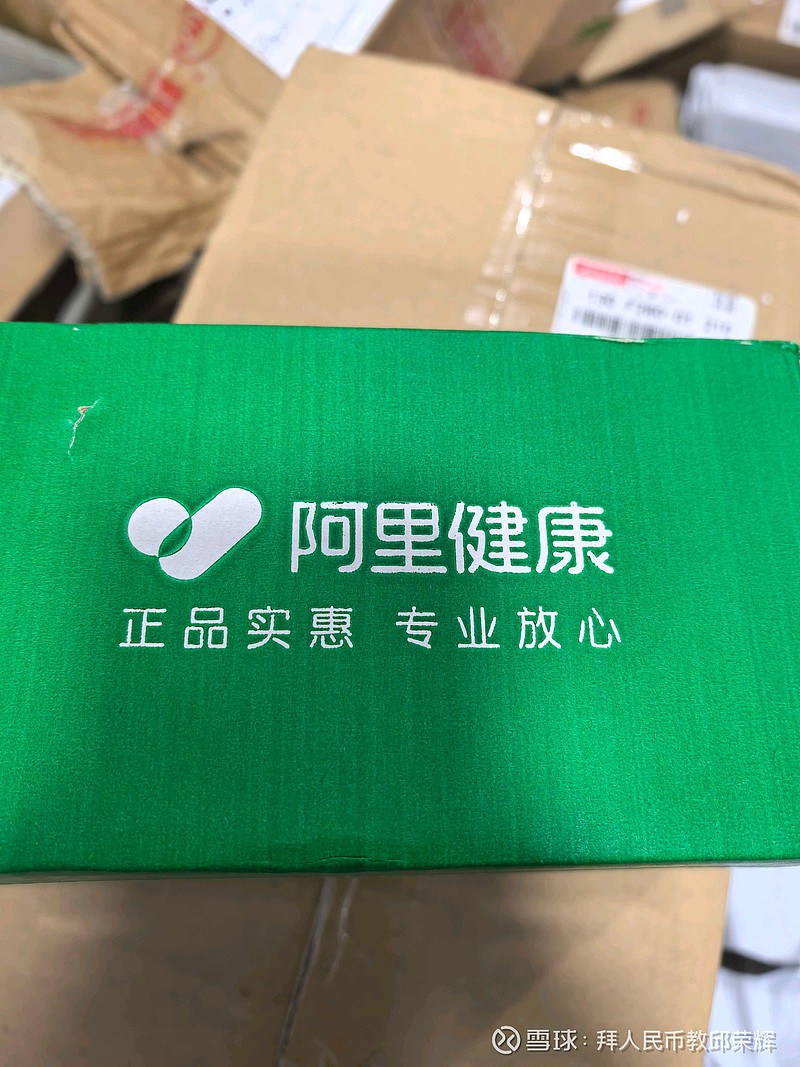 阿里健康
正品实惠 专业放心
雪球：拜人民币教邱荣辉